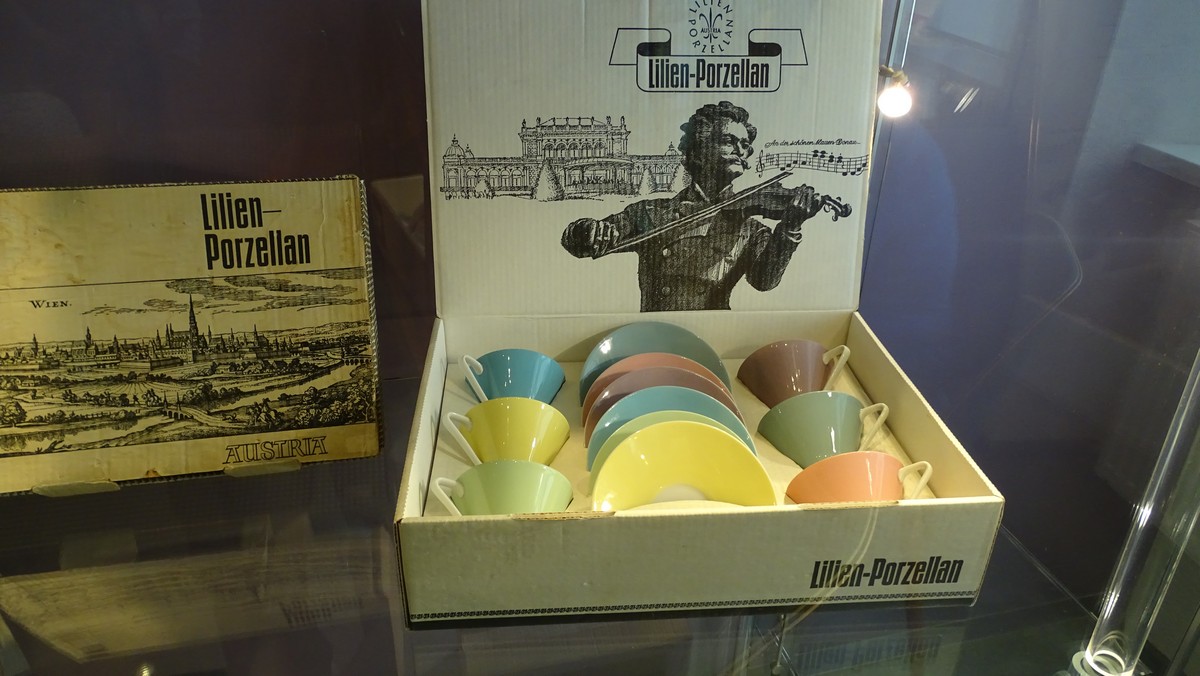 Lilien-
Porzellan
WIEN.
AUSTRIA
LILIEN
PORZELLAN
AUSTRIA
Lilien-Porzellan
An der schönen blauen Donau...
Lilien-Porzellan